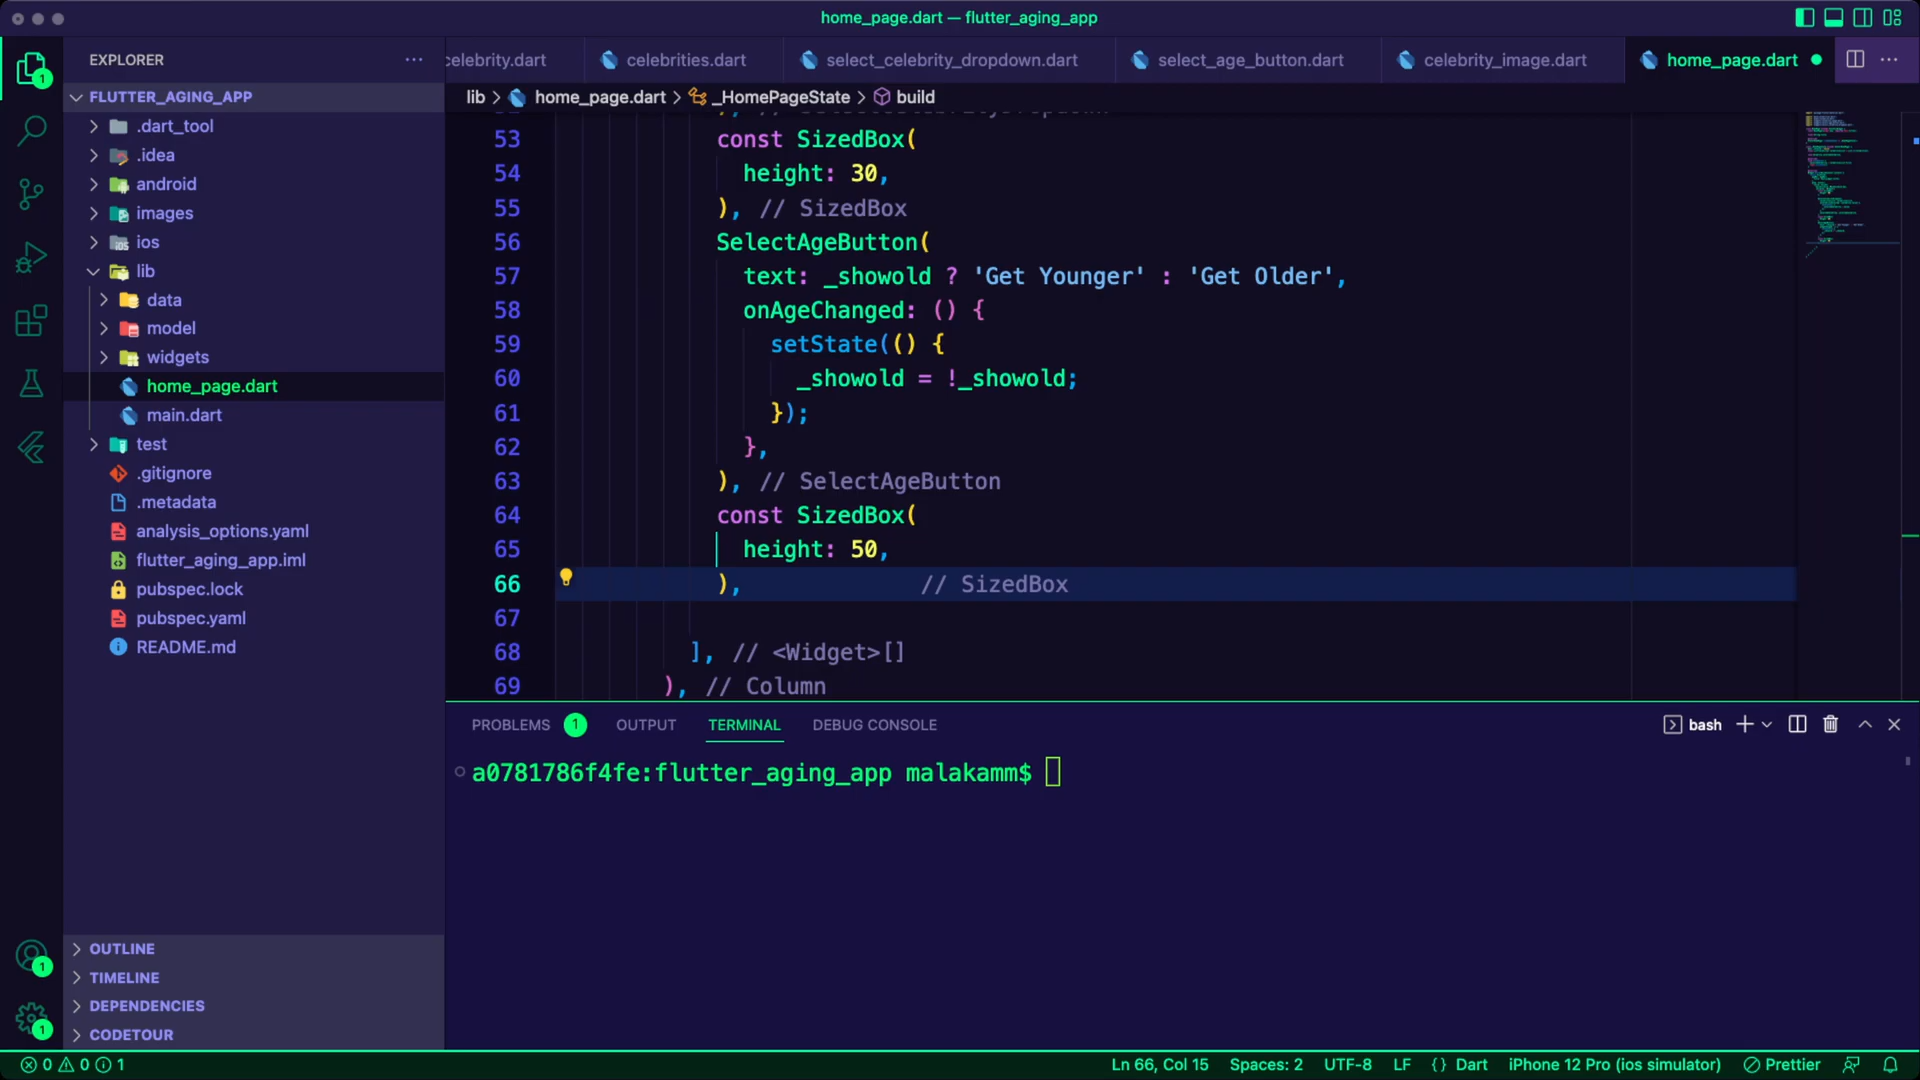 home_page.dart — flutter_aging_app
EXPLORER
FLUTTER_AGING_APP
.dart_tool
.idea
android
images
ios
lib
data
model
widgets
home_page.dart
main.dart
test
.gitignore
.metadata
analysis_options.yaml
flutter_aging_app.iml
pubspec.lock
pubspec.yaml
README.md
OUTLINE
TIMELINE
DEPENDENCIES
CODETOUR
1
1
1
celebrity.dart celebrities.dart select_celebrity_dropdown.dart select_age_button.dart celebrity_image.dart home_page.dart
lib > home_page.dart > _HomePageState > build
53 const SizedBox(
54 height: 30,
55 ), // SizedBox
56 SelectAgeButton(
57 text: _showold ? 'Get Younger' : 'Get Older',
58 onAgeChanged: () {
59 setState(() {
60 _showold = !_showold;
61 });
62 },
63 ), // SelectAgeButton
64 const SizedBox(
65 height: 50,
66 ), // SizedBox
67
68 ], // <Widget>[]
69 ), // Column
PROBLEMS 1 OUTPUT TERMINAL DEBUG CONSOLE bash
a0781786f4fe:flutter_aging_app malakamm$
0 0 1 Ln 66, Col 15 Spaces: 2 UTF-8 LF {} Dart iPhone 12 Pro (ios simulator) Prettier